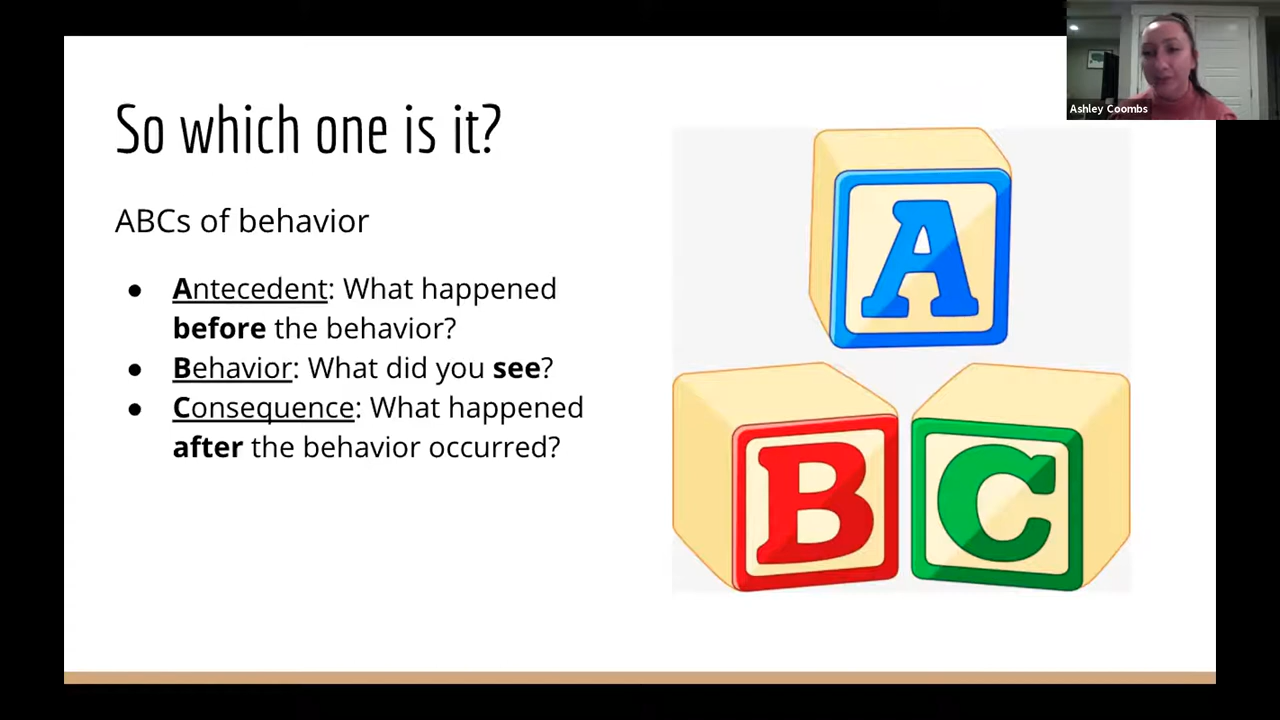 Ashley Coombs
So which one is it?
ABCs of behavior
● Antecedent: What happened
before the behavior?
● Behavior: What did you see?
● Consequence: What happened
after the behavior occurred?
A
B C